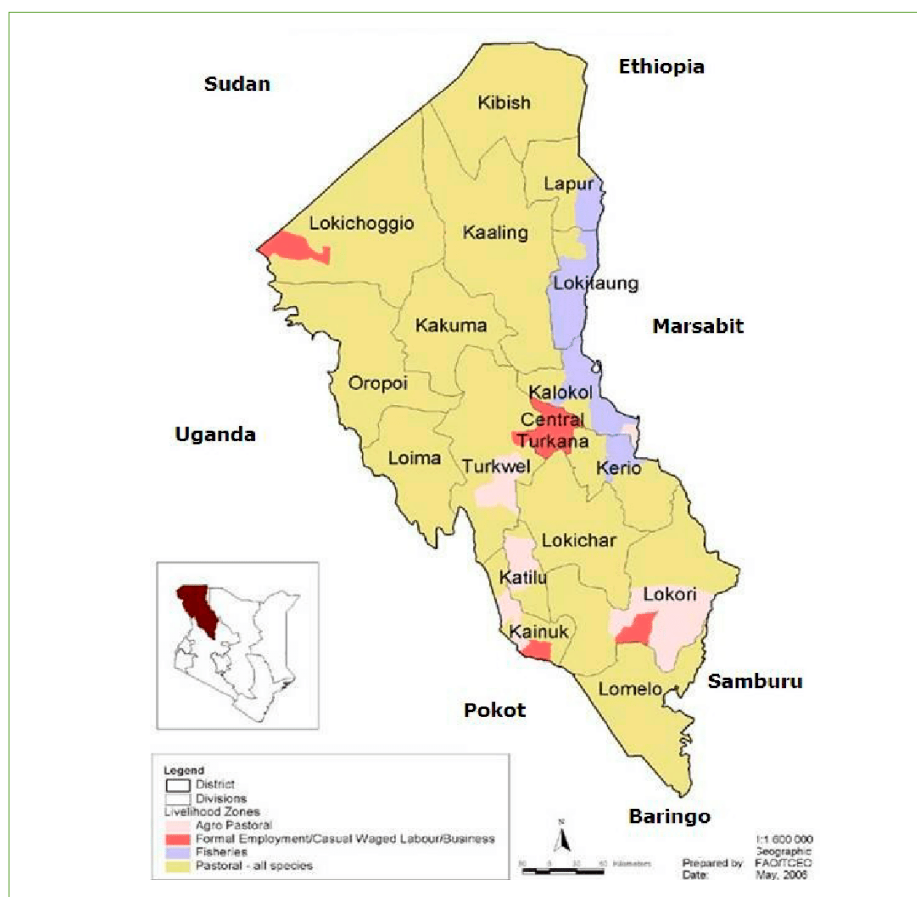 Ethiopia
Sudan
Kibish
Lapur
Lokichoggio
Kaaling
Lokitaung
Marsabit
Kakuma
Oropoi
Kalokol
Central
Turkana
Uganda
Loima
Turkwel
Kerio
Lokichar
Katilu
Lokori
Kainuk
Samburu
Lomelo
Pokot
Baringo
Legend
District
Divisions
Livelihood Zones
Agro Pastoral
Formal Employment/Casual Waged Labour/Business
Fisheries
Pastoral - all species
N
Kilometers
1:1 600 000
Geographic
Prepared by: FAO/TCEO
Date: May, 2006